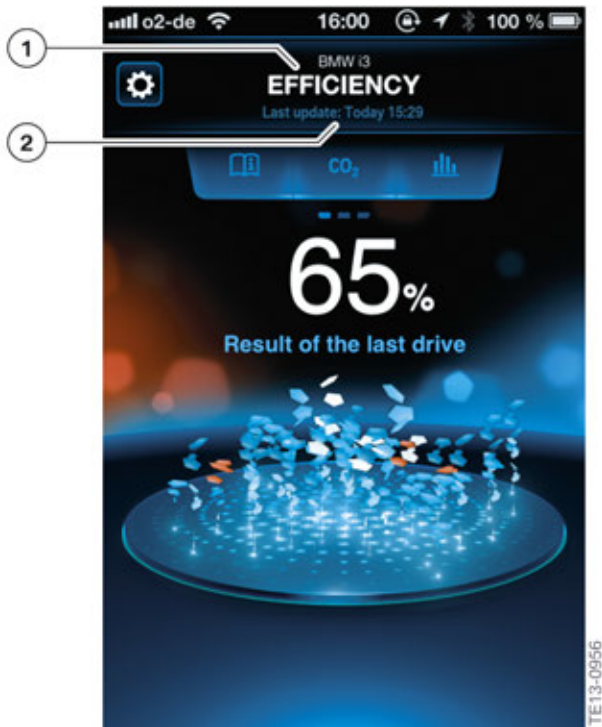 o2-de 16:00 100 %
1
BMW i3
EFFICIENCY
Last update: Today 15:29
2
CO₂
65%
Result of the last drive
TE13-0956